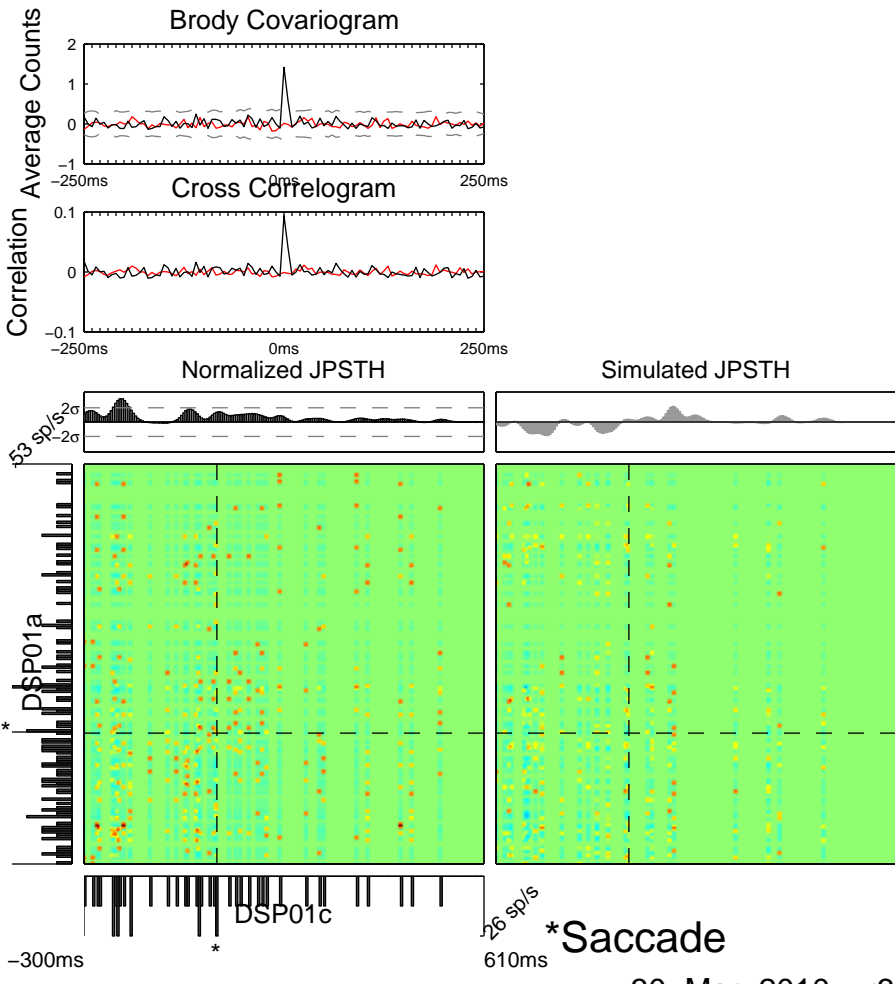 Brody Covariogram
Average Counts
2
1
0
−1
−250ms
0ms
250ms
Cross Correlogram
Correlation
0.1
0
−0.1
−250ms
0ms
250ms
Normalized JPSTH
Simulated JPSTH
2σ
−2σ
53 sp/s
DSP01a
*
DSP01c
26 sp/s
*Saccade
−300ms
*
610ms
2010